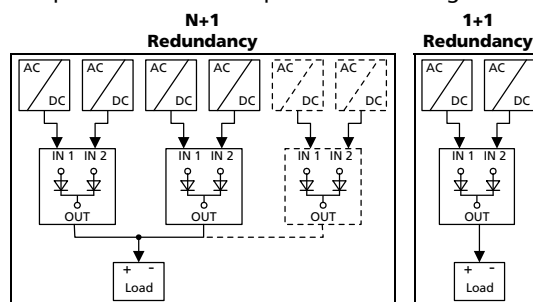 N+1
Redundancy
1+1
Redundancy
AC DC AC DC AC DC AC DC AC DC AC DC
AC DC AC DC
IN 1 IN 2 IN 1 IN 2 IN 1 IN 2
IN 1 IN 2
OUT OUT OUT
OUT
+ -
Load
+ -
Load